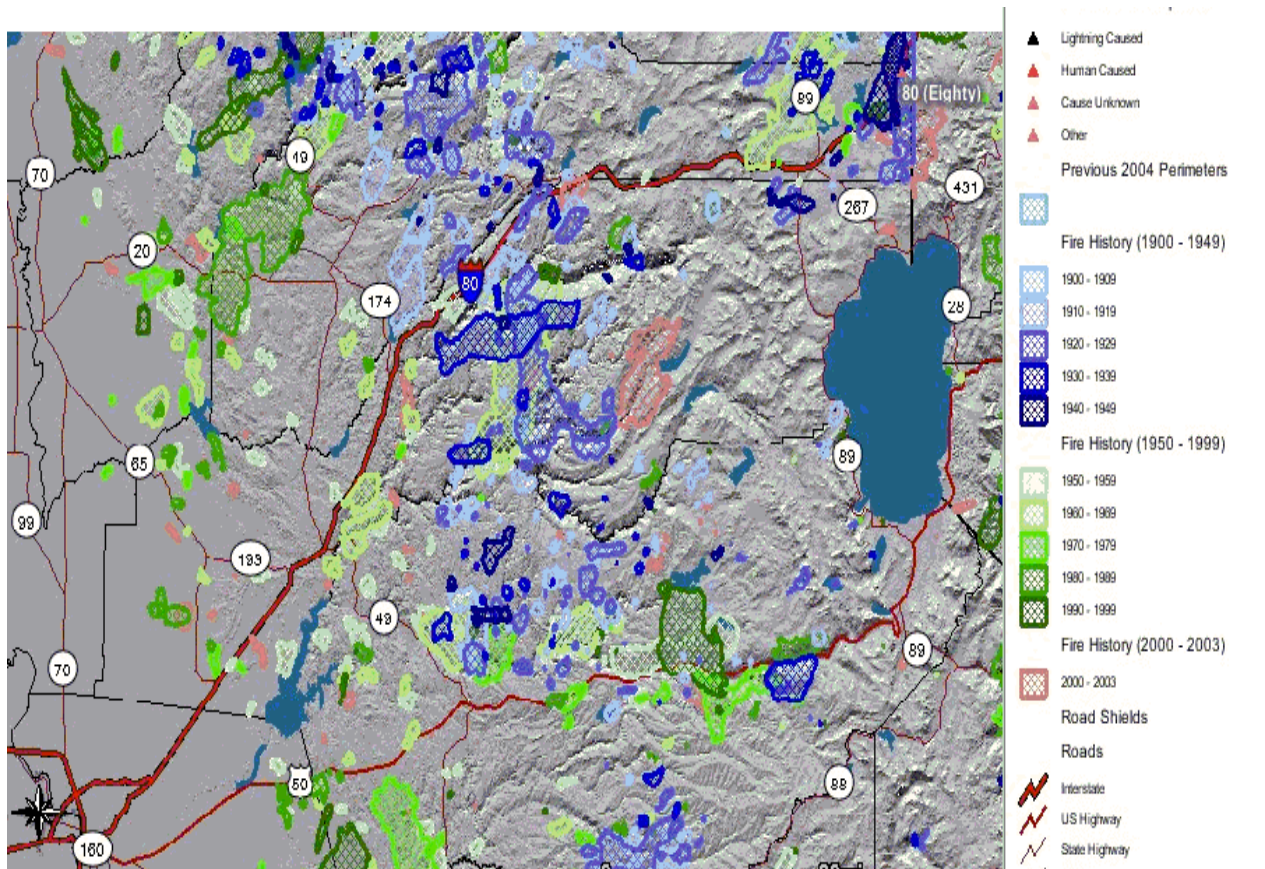 Lightning Caused
Human Caused
80 (Eighty)
89
Cause Unknown
Other
49
70
Previous 2004 Perimeters
431
267
Fire History (1900 - 1949)
20
80
1900 - 1909
174
28
1910 - 1919
1920 - 1929
1930 - 1939
1940 - 1949
Fire History (1950 - 1999)
89
65
1950 - 1959
1960 - 1969
99
1970 - 1979
193
1980 - 1989
1990 - 1999
49
Fire History (2000 - 2003)
89
70
2000 - 2003
Road Shields
Roads
50
88
Interstate
US Highway
160
State Highway